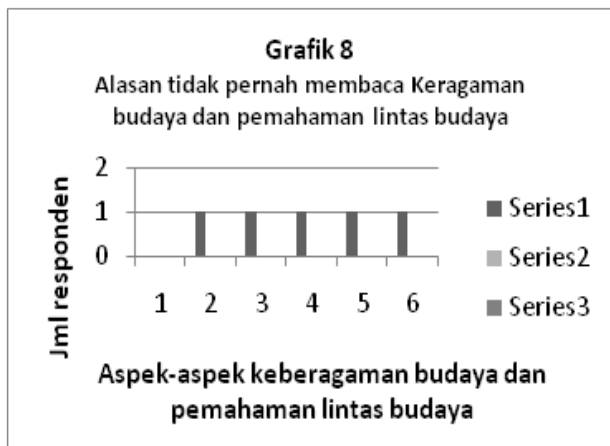 Grafik 8
Alasan tidak pernah membaca Keragaman
budaya dan pemahaman lintas budaya
Jml responden
2
1
0
1 2 3 4 5 6
Series1
Series2
Series3
Aspek-aspek keberagaman budaya dan
pemahaman lintas budaya